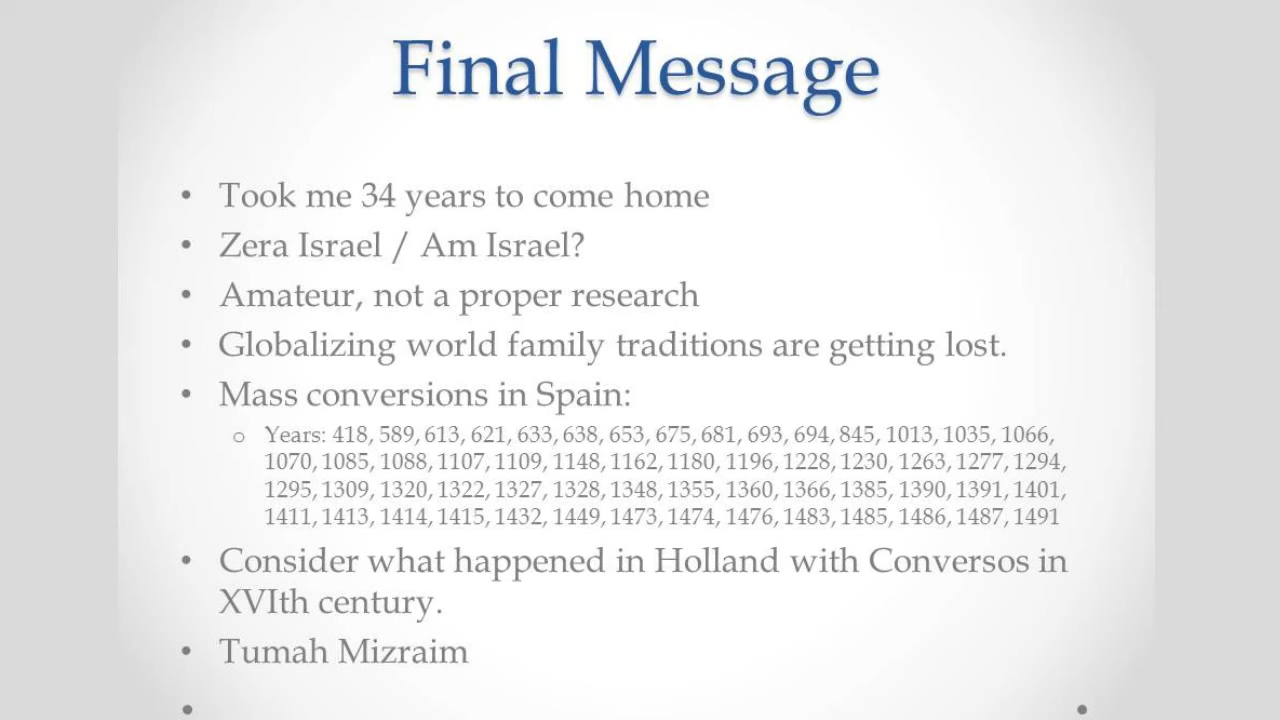 Final Message
• Took me 34 years to come home
• Zera Israel / Am Israel?
• Amateur, not a proper research
• Globalizing world family traditions are getting lost.
• Mass conversions in Spain:
o Years: 418, 589, 613, 621, 633, 638, 653, 675, 681, 693, 694, 845, 1013, 1035, 1066,
1070, 1085, 1088, 1107, 1109, 1148, 1162, 1180, 1196, 1228, 1230, 1263, 1277, 1294,
1295, 1309, 1320, 1322, 1327, 1328, 1348, 1355, 1360, 1366, 1385, 1390, 1391, 1401,
1411, 1413, 1414, 1415, 1432, 1449, 1473, 1474, 1476, 1483, 1485, 1486, 1487, 1491
• Consider what happened in Holland with Conversos in
XVIth century.
• Tumah Mizraim